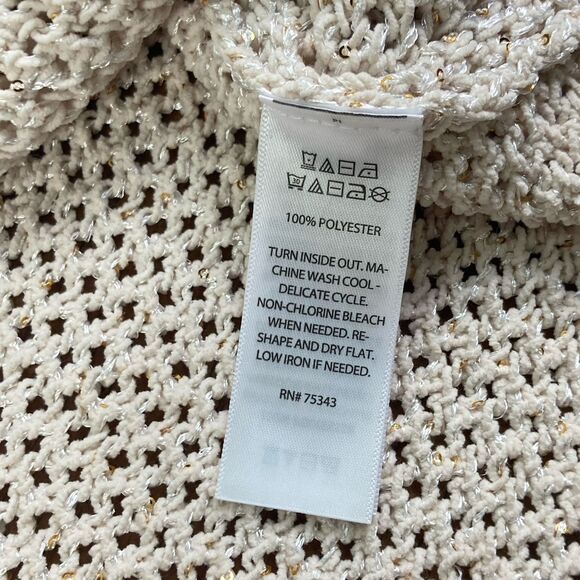 30
100% POLYESTER
TURN INSIDE OUT. MA-
CHINE WASH COOL -
DELICATE CYCLE.
NON-CHLORINE BLEACH
WHEN NEEDED. RE-
SHAPE AND DRY FLAT.
LOW IRON IF NEEDED.
RN# 75343